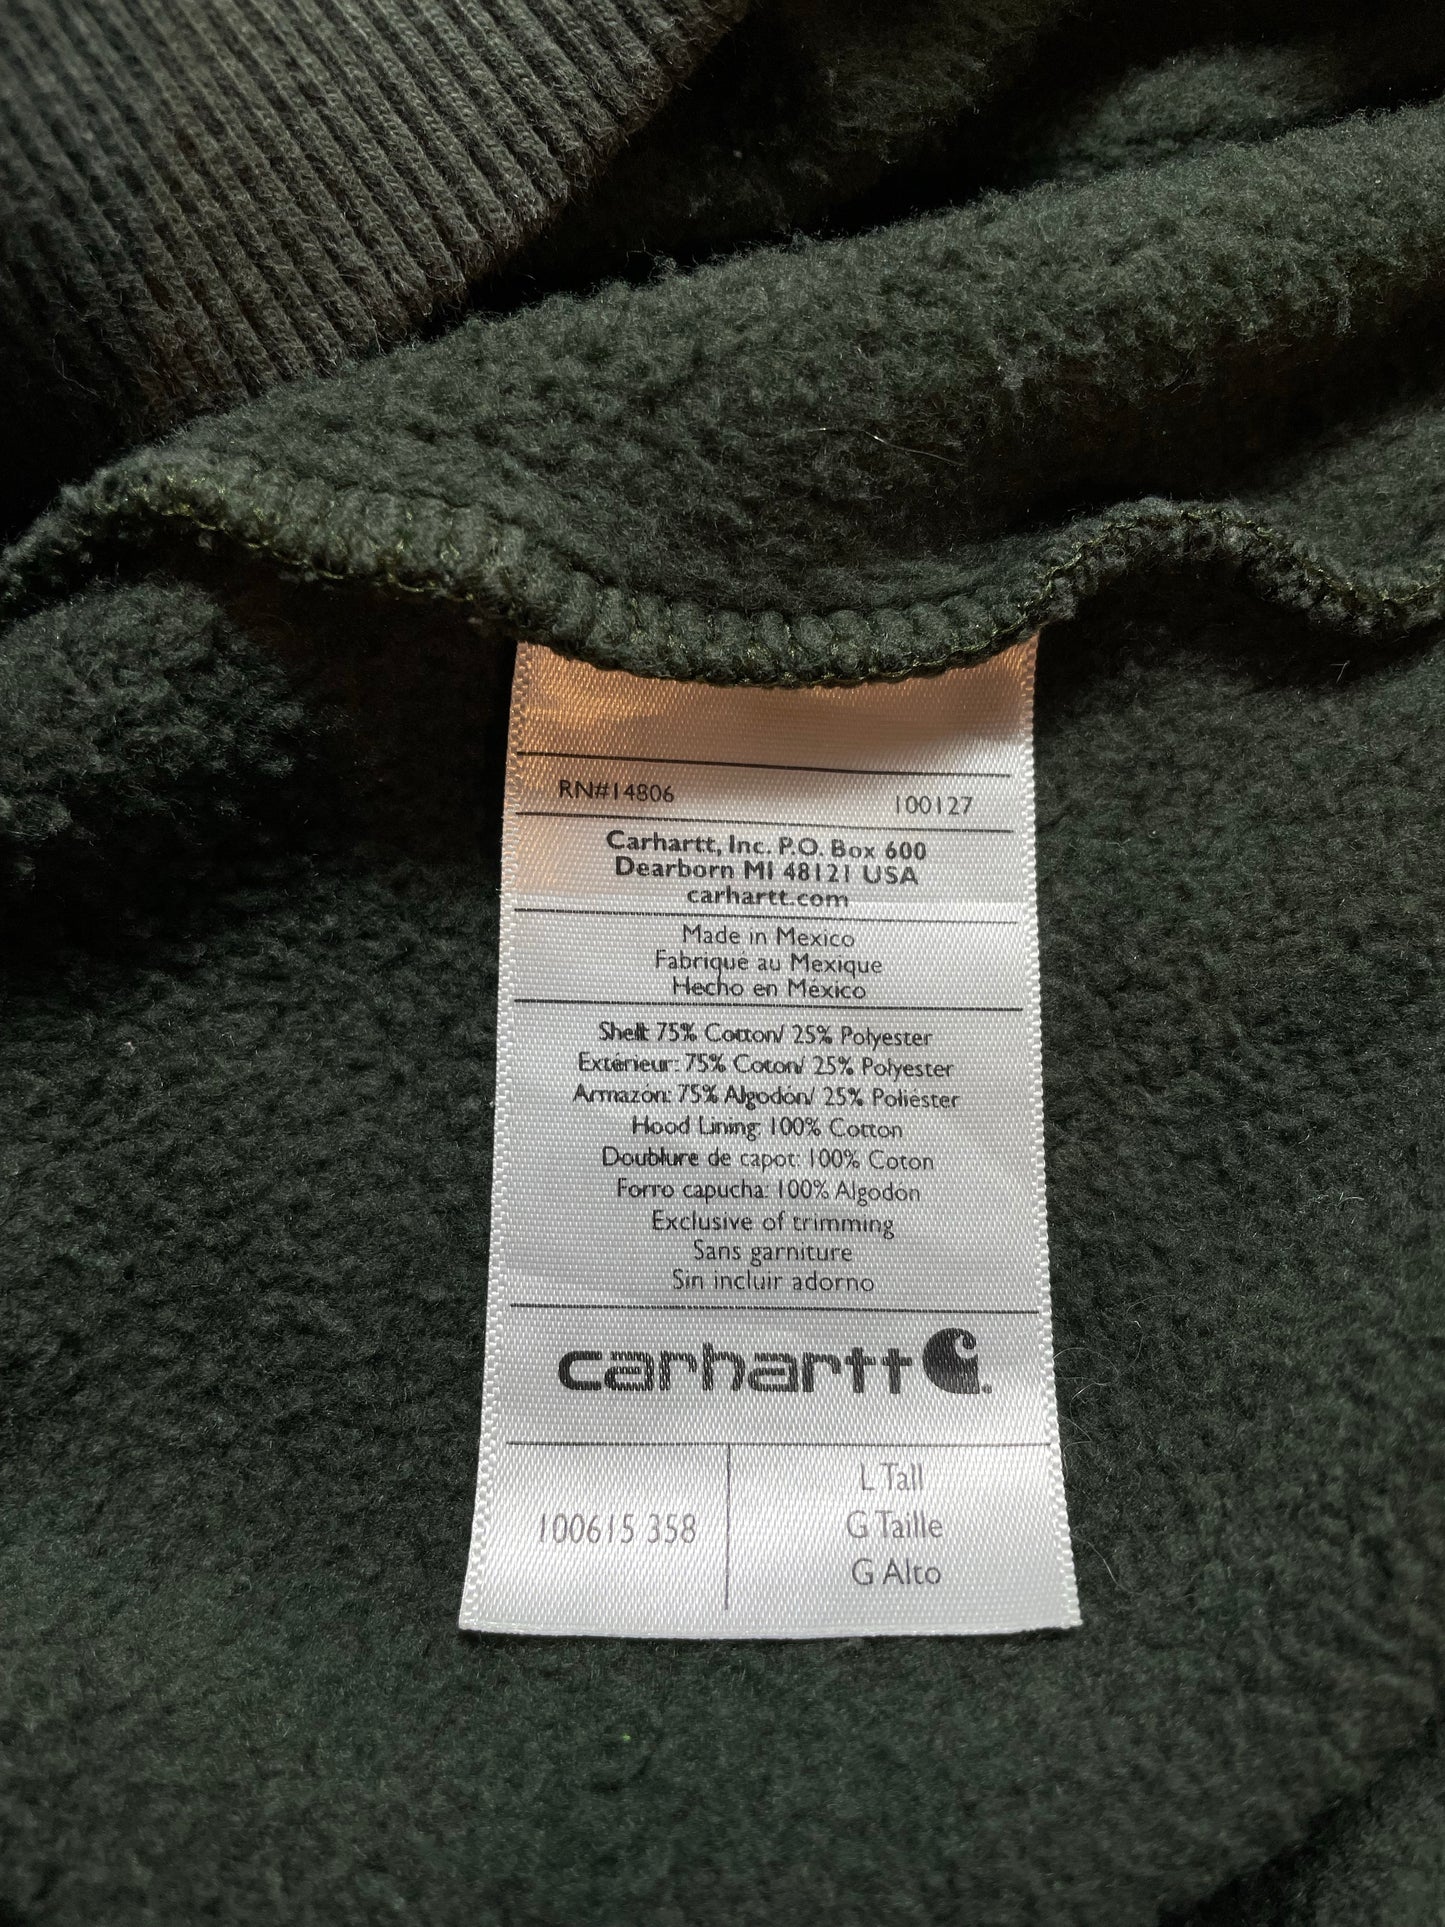 RN#14806 100127
Carhartt, Inc. P.O. Box 600
Dearborn MI 48121 USA
carhartt.com
Made in Mexico
Fabriqué au Mexique
Hecho en México
Shell: 75% Cotton/ 25% Polyester
Extérieur: 75% Coton/ 25% Polyester
Armazón: 75% Algodón/ 25% Poliéster
Hood Lining: 100% Cotton
Doublure de capot: 100% Coton
Forro capucha: 100% Algodón
Exclusive of trimming
Sans garniture
Sin incluir adorno
carhartt
100615 358
L Tall
G Taille
G Alto